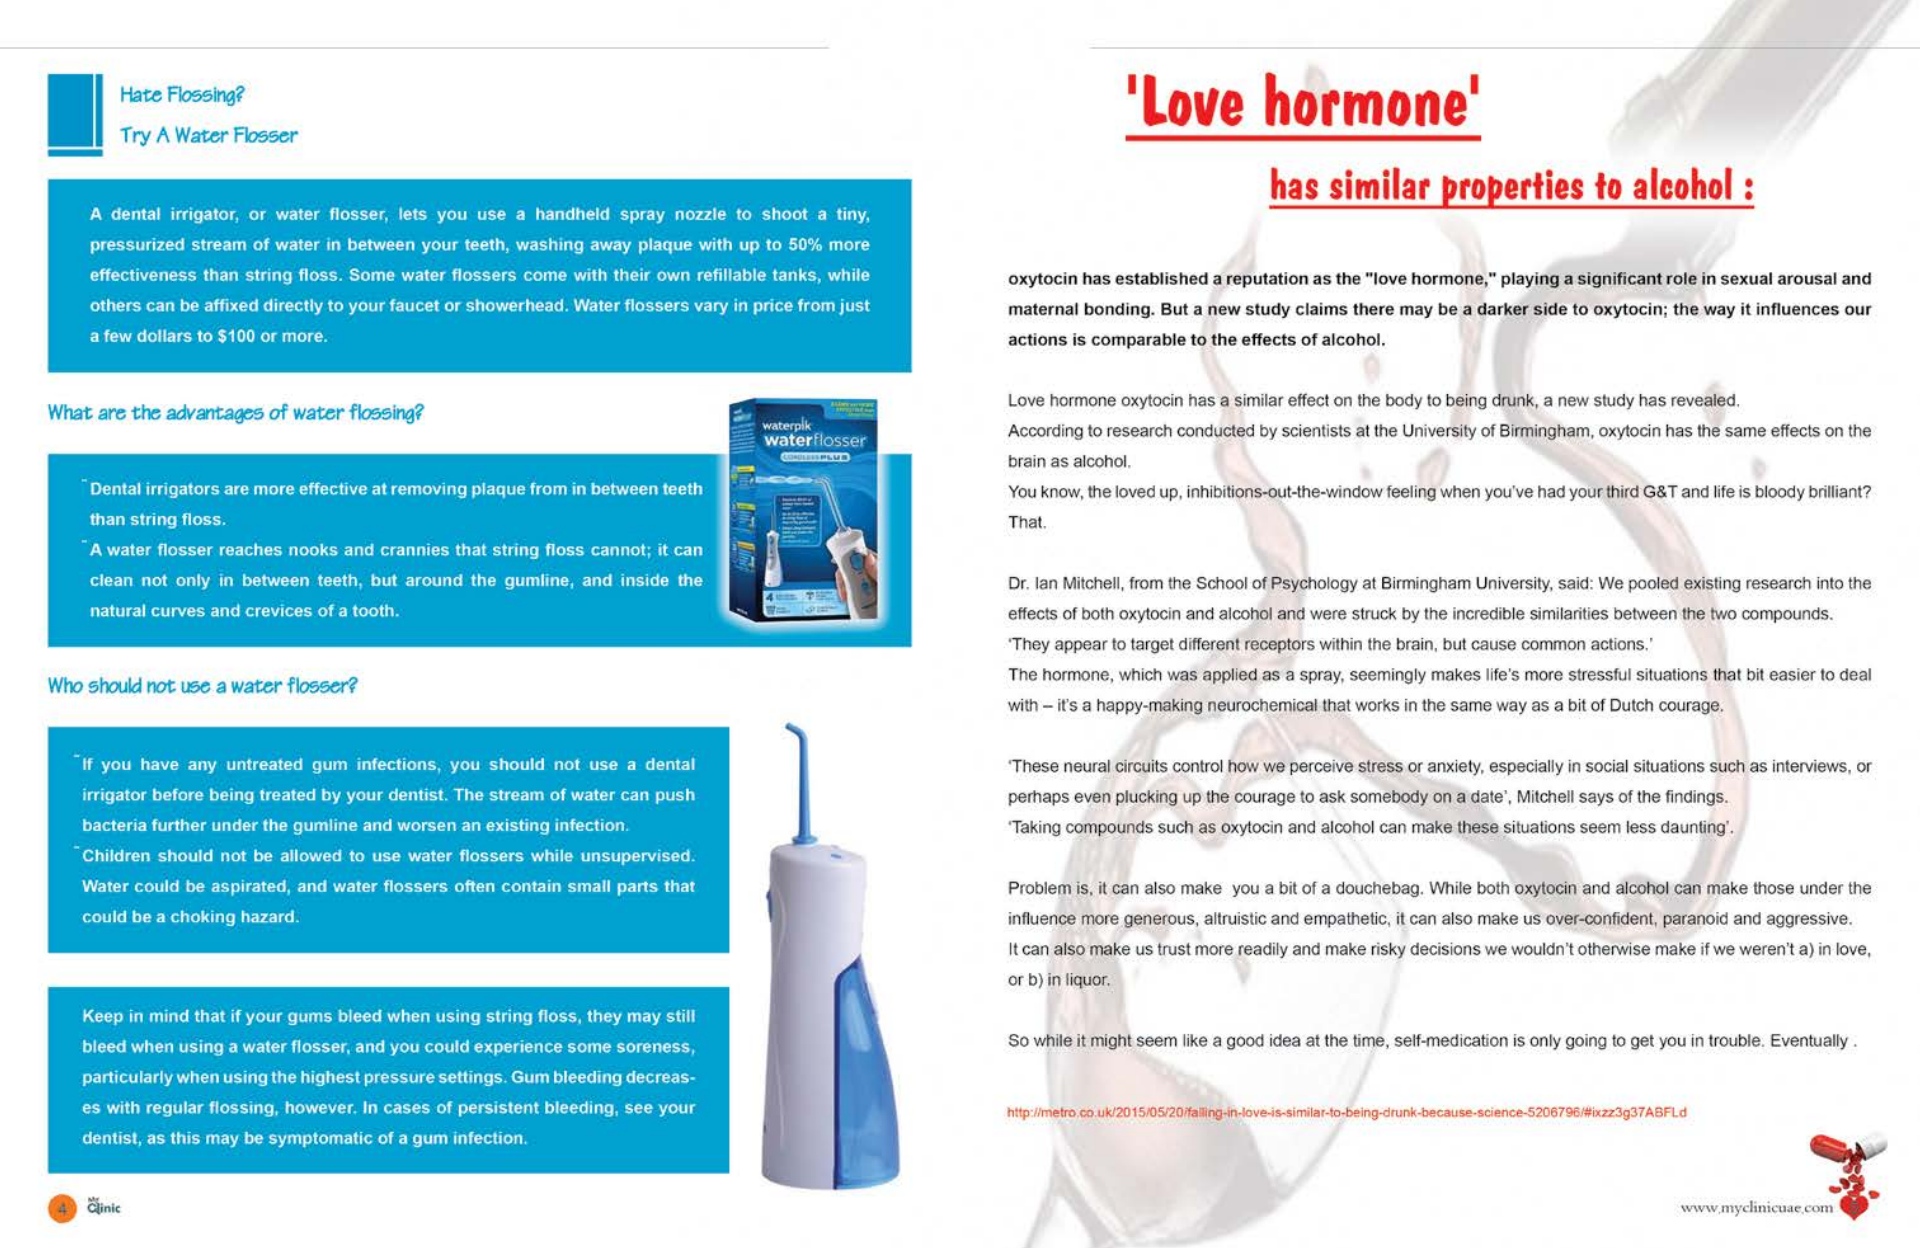 Hate Flossing?
Try A Water Flosser
A dental irrigator, or water flosser, lets you use a handheld spray nozzle to shoot a tiny,
pressurized stream of water in between your teeth, washing away plaque with up to 50% more
effectiveness than string floss. Some water flossers come with their own refillable tanks, while
others can be affixed directly to your faucet or showerhead. Water flossers vary in price from just
a few dollars to $100 or more.
What are the advantages of water flossing?
waterpik
waterflosser
CORDLESS PLUS
¨Dental irrigators are more effective at removing plaque from in between teeth
than string floss.
¨A water flosser reaches nooks and crannies that string floss cannot; it can
clean not only in between teeth, but around the gumline, and inside the
natural curves and crevices of a tooth.
Who should not use a water flosser?
¨If you have any untreated gum infections, you should not use a dental
irrigator before being treated by your dentist. The stream of water can push
bacteria further under the gumline and worsen an existing infection.
¨Children should not be allowed to use water flossers while unsupervised.
Water could be aspirated, and water flossers often contain small parts that
could be a choking hazard.
Keep in mind that if your gums bleed when using string floss, they may still
bleed when using a water flosser, and you could experience some soreness,
particularly when using the highest pressure settings. Gum bleeding decreas-
es with regular flossing, however. In cases of persistent bleeding, see your
dentist, as this may be symptomatic of a gum infection.
4 My Clinic
'Love hormone'
has similar properties to alcohol :
oxytocin has established a reputation as the "love hormone," playing a significant role in sexual arousal and
maternal bonding. But a new study claims there may be a darker side to oxytocin; the way it influences our
actions is comparable to the effects of alcohol.
Love hormone oxytocin has a similar effect on the body to being drunk, a new study has revealed.
According to research conducted by scientists at the University of Birmingham, oxytocin has the same effects on the
brain as alcohol.
You know, the loved up, inhibitions-out-the-window feeling when you've had your third G&T and life is bloody brilliant?
That.
Dr. Ian Mitchell, from the School of Psychology at Birmingham University, said: We pooled existing research into the
effects of both oxytocin and alcohol and were struck by the incredible similarities between the two compounds.
'They appear to target different receptors within the brain, but cause common actions.'
The hormone, which was applied as a spray, seemingly makes life's more stressful situations that bit easier to deal
with – it's a happy-making neurochemical that works in the same way as a bit of Dutch courage.
'These neural circuits control how we perceive stress or anxiety, especially in social situations such as interviews, or
perhaps even plucking up the courage to ask somebody on a date', Mitchell says of the findings.
'Taking compounds such as oxytocin and alcohol can make these situations seem less daunting'.
Problem is, it can also make  you a bit of a douchebag. While both oxytocin and alcohol can make those under the
influence more generous, altruistic and empathetic, it can also make us over-confident, paranoid and aggressive.
It can also make us trust more readily and make risky decisions we wouldn't otherwise make if we weren't a) in love,
or b) in liquor.
So while it might seem like a good idea at the time, self-medication is only going to get you in trouble. Eventually .
http://metro.co.uk/2015/05/20/falling-in-love-is-similar-to-being-drunk-because-science-5206796/#ixzz3g37ABFLd
www.myclinicuae.com